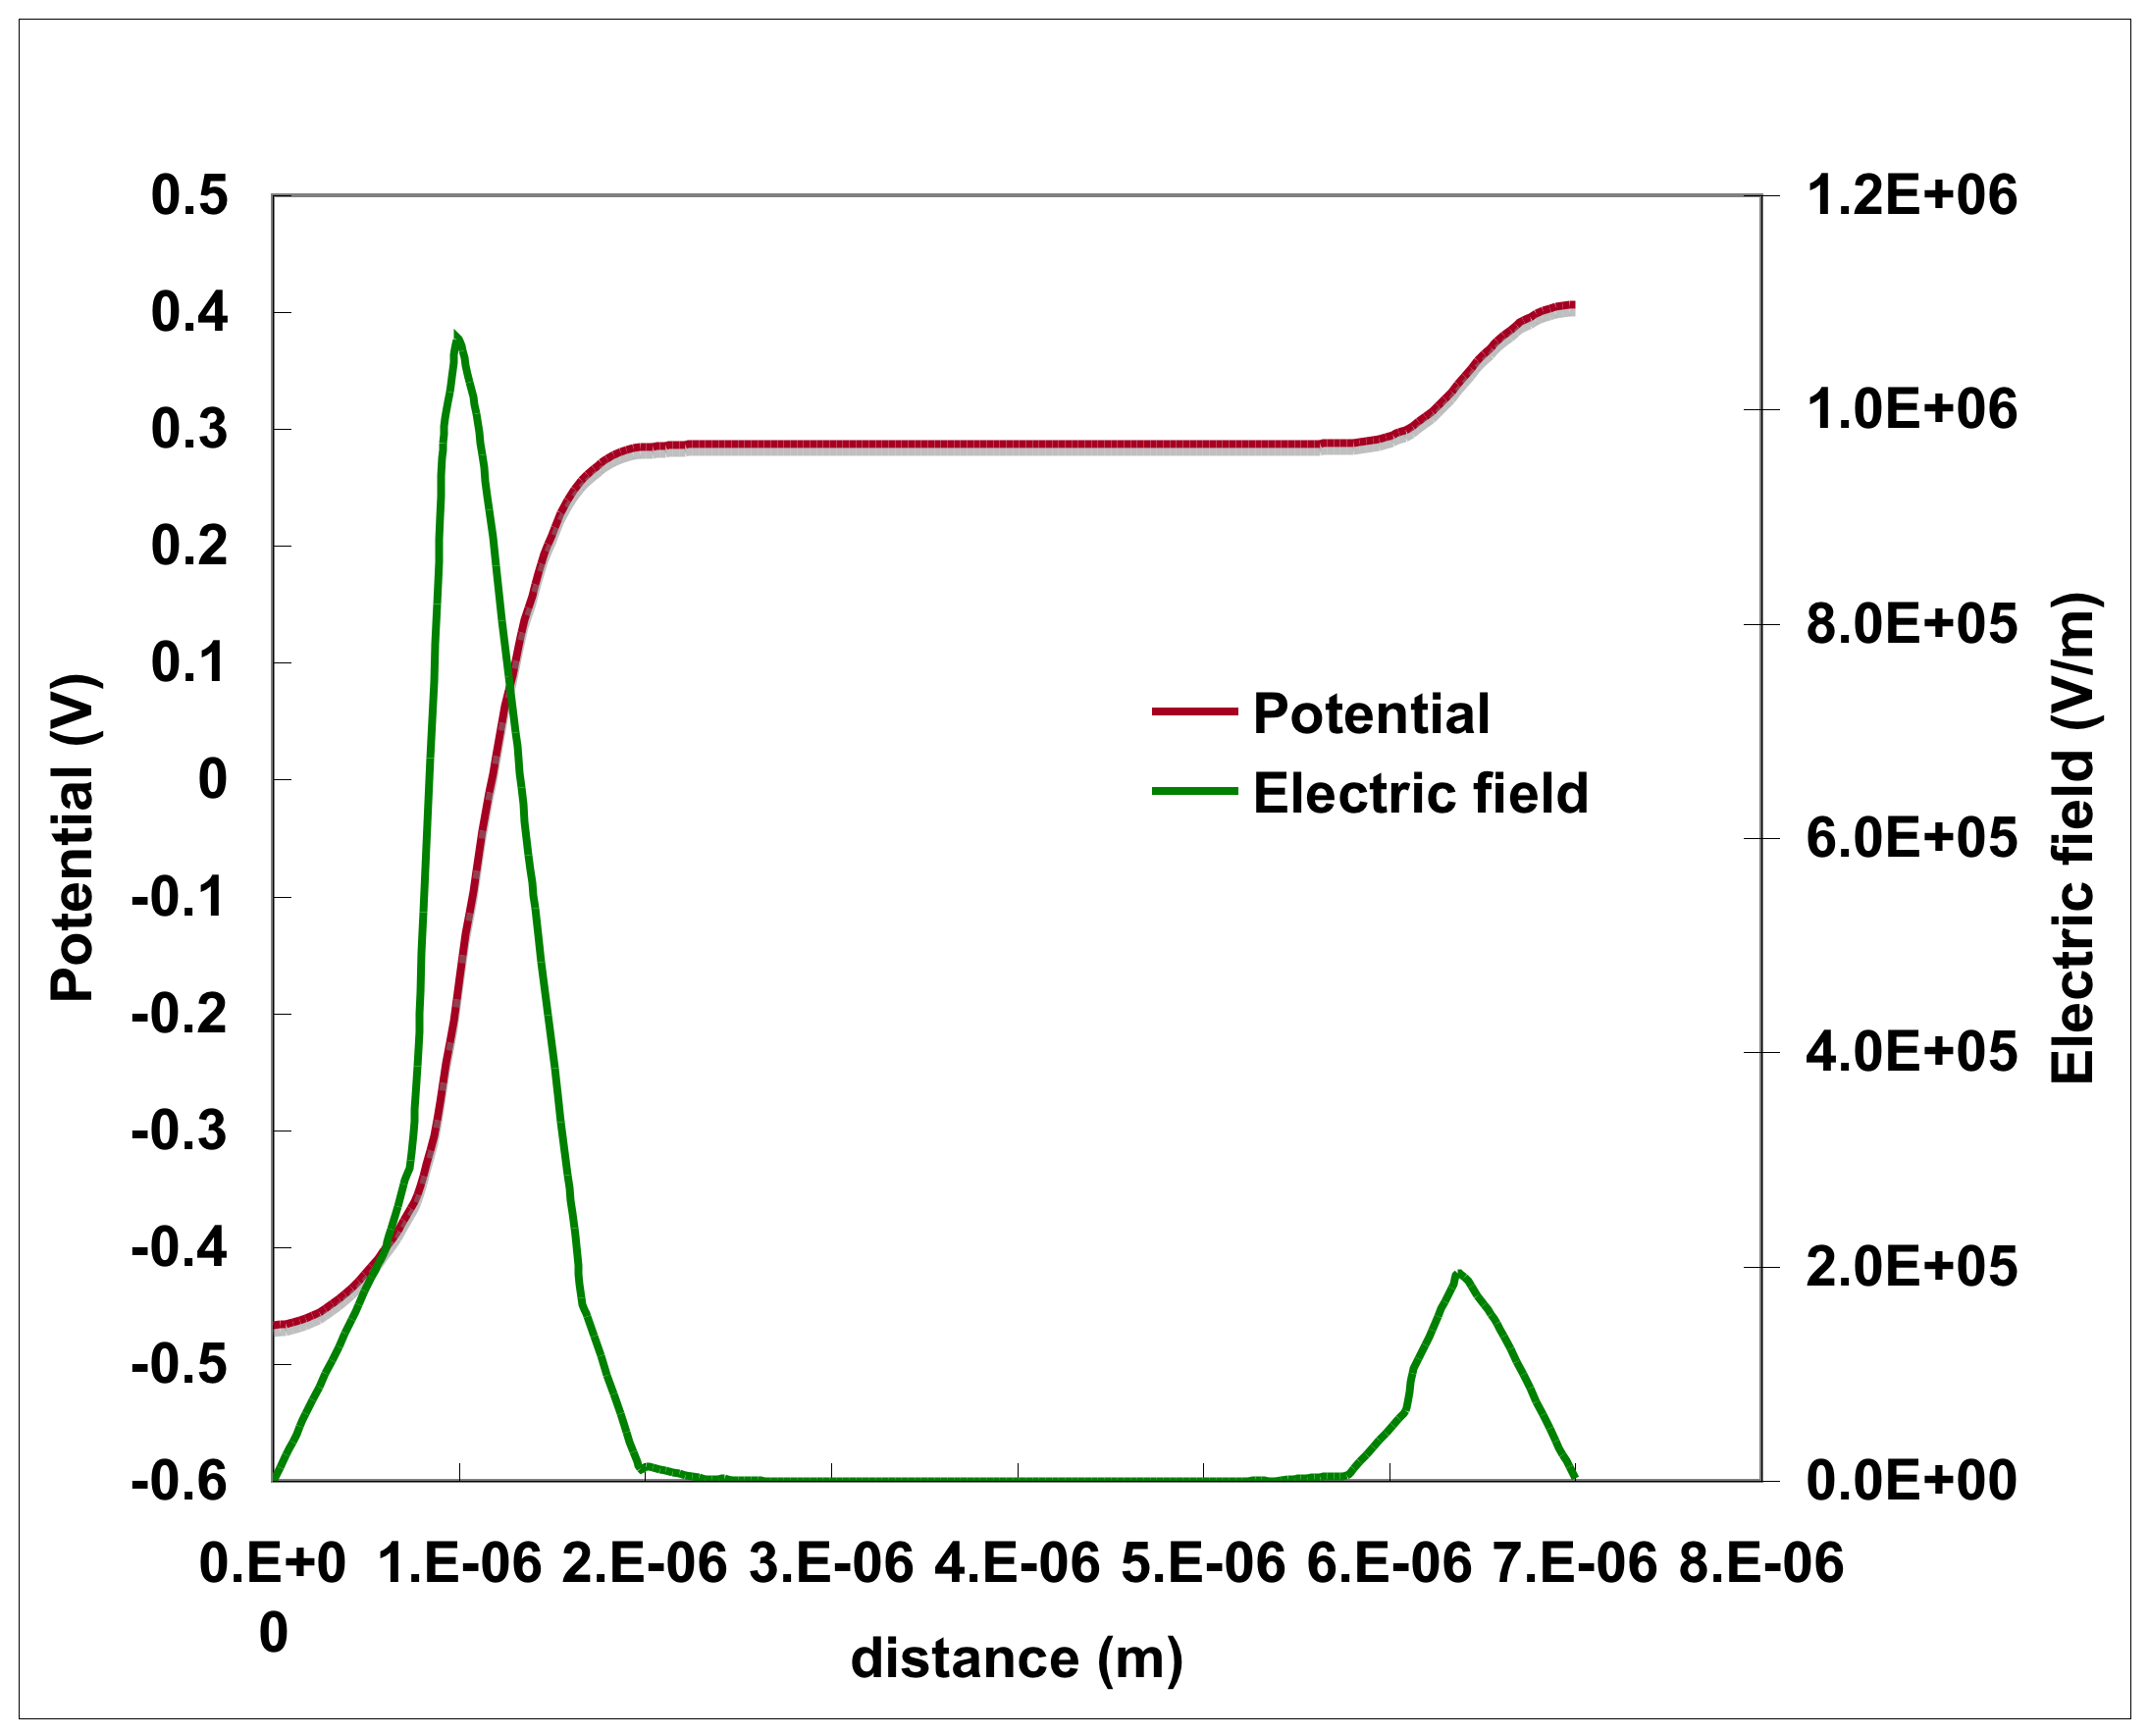 0.5
0.4
0.3
0.2
0.1
0
-0.1
-0.2
-0.3
-0.4
-0.5
-0.6
Potential (V)
1.2E+06
1.0E+06
8.0E+05
6.0E+05
4.0E+05
2.0E+05
0.0E+00
Electric field (V/m)
Potential
Electric field
0.E+0 1.E-06 2.E-06 3.E-06 4.E-06 5.E-06 6.E-06 7.E-06 8.E-06
0
distance (m)